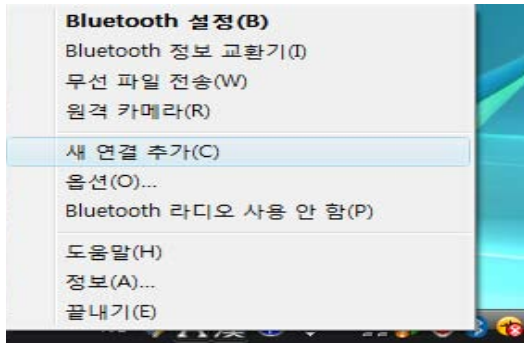 Bluetooth 설정(B)
Bluetooth 정보 교환기(I)
무선 파일 전송(W)
원격 카메라(R)
새 연결 추가(C)
옵션(O)...
Bluetooth 라디오 사용 안 함(P)
도움말(H)
정보(A)...
끝내기(E)